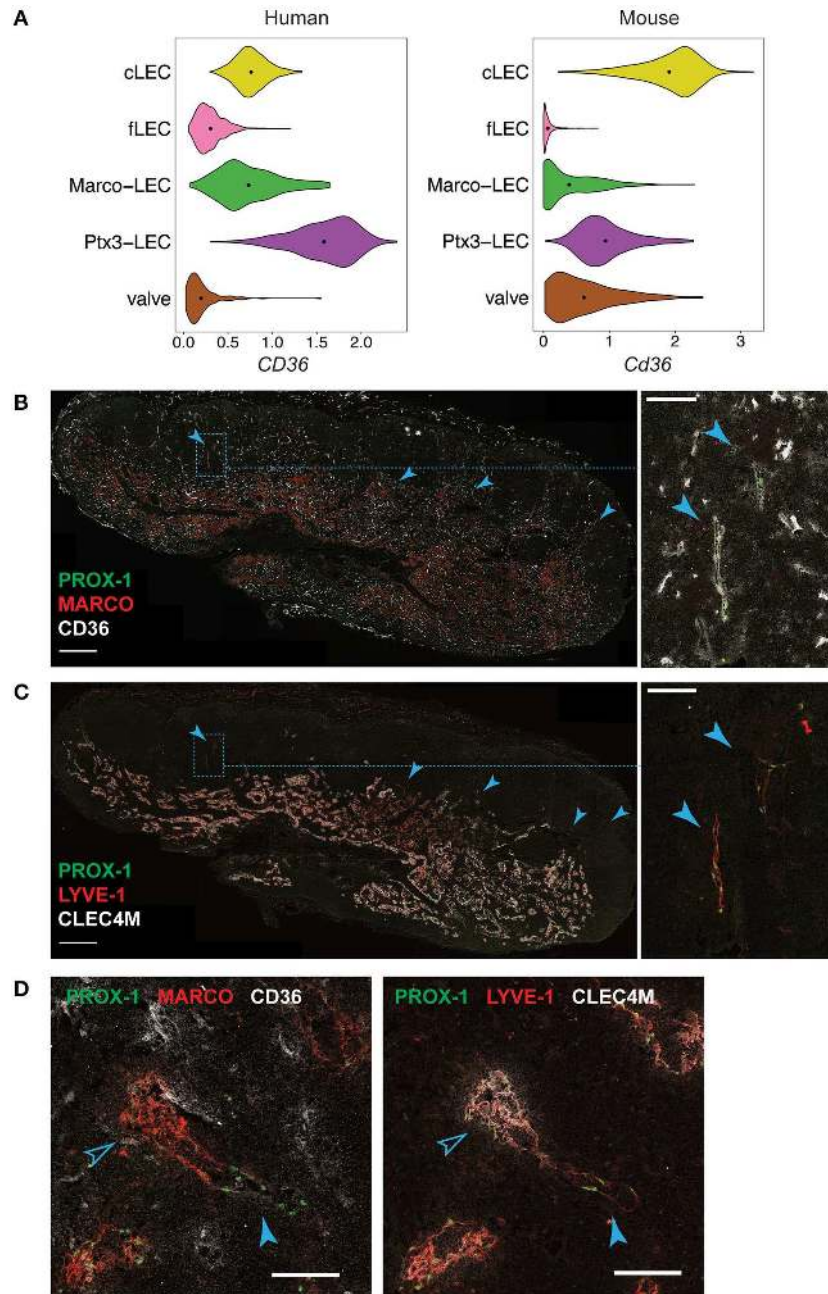 A
Human
Mouse
cLEC
fLEC
Marco–LEC
Ptx3–LEC
valve
0.0 0.5 1.0 1.5 2.0
CD36
cLEC
fLEC
Marco–LEC
Ptx3–LEC
valve
0 1 2 3
Cd36
B
PROX-1
MARCO
CD36
C
PROX-1
LYVE-1
CLEC4M
D
PROX-1 MARCO CD36
PROX-1 LYVE-1 CLEC4M